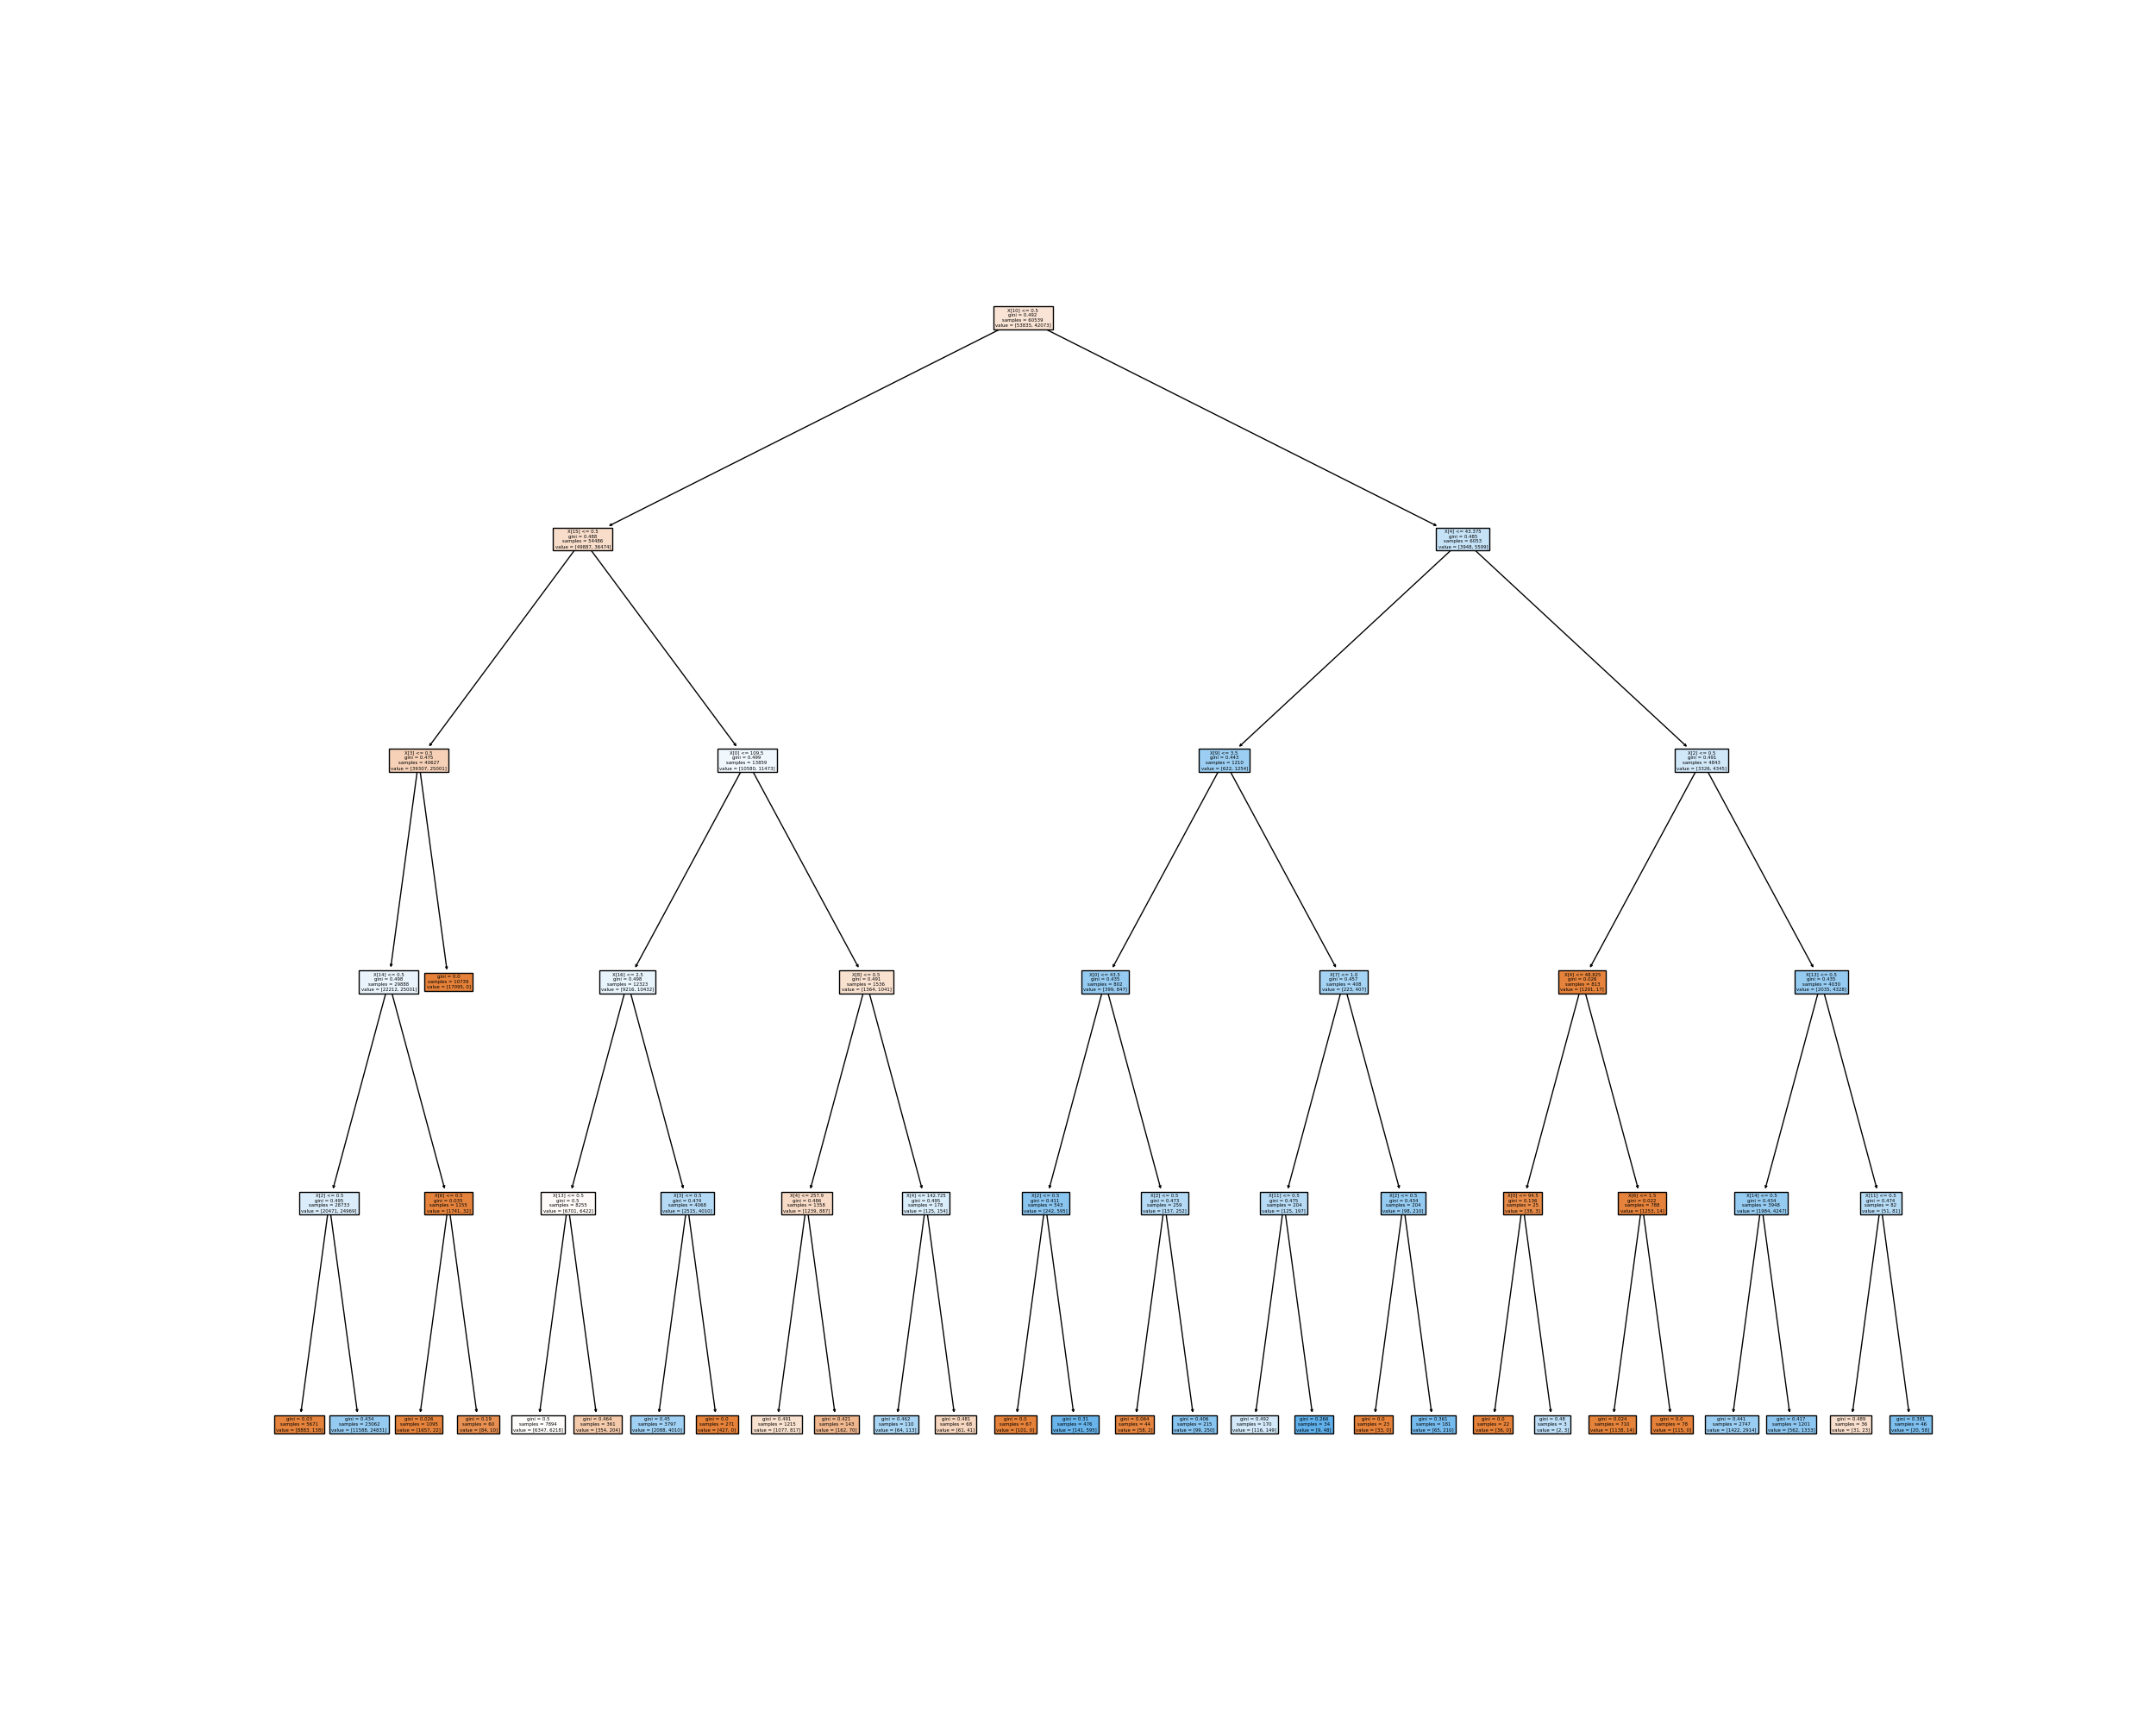 X[10] <= 0.5
gini = 0.492
samples = 60539
value = [53835, 42073]
X[15] <= 0.5
gini = 0.488
samples = 54486
value = [49887, 36474]
X[4] <= 43.375
gini = 0.485
samples = 6053
value = [3948, 5599]
X[3] <= 0.5
gini = 0.475
samples = 40627
value = [39307, 25001]
X[0] <= 109.5
gini = 0.499
samples = 13859
value = [10580, 11473]
X[9] <= 3.5
gini = 0.443
samples = 1210
value = [622, 1254]
X[2] <= 0.5
gini = 0.491
samples = 4843
value = [3326, 4345]
X[14] <= 0.5
gini = 0.498
samples = 29888
value = [22212, 25001]
gini = 0.0
samples = 10739
value = [17095, 0]
X[16] <= 2.5
gini = 0.498
samples = 12323
value = [9216, 10432]
X[8] <= 0.5
gini = 0.491
samples = 1536
value = [1364, 1041]
X[0] <= 43.5
gini = 0.435
samples = 802
value = [399, 847]
X[7] <= 1.0
gini = 0.457
samples = 408
value = [223, 407]
X[4] <= 48.625
gini = 0.026
samples = 813
value = [1291, 17]
X[13] <= 0.5
gini = 0.435
samples = 4030
value = [2035, 4328]
X[2] <= 0.5
gini = 0.495
samples = 28733
value = [20471, 24969]
X[6] <= 0.5
gini = 0.035
samples = 1155
value = [1741, 32]
X[13] <= 0.5
gini = 0.5
samples = 8255
value = [6701, 6422]
X[3] <= 0.5
gini = 0.474
samples = 4068
value = [2515, 4010]
X[4] <= 257.9
gini = 0.486
samples = 1358
value = [1239, 887]
X[4] <= 142.725
gini = 0.495
samples = 178
value = [125, 154]
X[2] <= 0.5
gini = 0.411
samples = 543
value = [242, 595]
X[2] <= 0.5
gini = 0.473
samples = 259
value = [157, 252]
X[11] <= 0.5
gini = 0.475
samples = 204
value = [125, 197]
X[2] <= 0.5
gini = 0.434
samples = 204
value = [98, 210]
X[0] <= 94.5
gini = 0.136
samples = 25
value = [38, 3]
X[6] <= 1.5
gini = 0.022
samples = 788
value = [1253, 14]
X[14] <= 0.5
gini = 0.454
samples = 3948
value = [1984, 4247]
X[11] <= 0.5
gini = 0.474
samples = 82
value = [51, 81]
gini = 0.03
samples = 5671
value = [8883, 138]
gini = 0.434
samples = 23062
value = [11588, 24831]
gini = 0.026
samples = 1095
value = [1657, 22]
gini = 0.19
samples = 60
value = [84, 10]
gini = 0.5
samples = 7894
value = [6347, 6218]
gini = 0.464
samples = 361
value = [354, 204]
gini = 0.45
samples = 3797
value = [2088, 4010]
gini = 0.0
samples = 271
value = [427, 0]
gini = 0.491
samples = 1215
value = [1077, 817]
gini = 0.421
samples = 143
value = [162, 70]
gini = 0.462
samples = 110
value = [64, 113]
gini = 0.481
samples = 68
value = [61, 41]
gini = 0.0
samples = 67
value = [101, 0]
gini = 0.31
samples = 476
value = [141, 595]
gini = 0.064
samples = 44
value = [58, 2]
gini = 0.406
samples = 215
value = [99, 250]
gini = 0.492
samples = 170
value = [116, 149]
gini = 0.266
samples = 34
value = [9, 48]
gini = 0.0
samples = 23
value = [33, 0]
gini = 0.361
samples = 181
value = [65, 210]
gini = 0.0
samples = 22
value = [36, 0]
gini = 0.48
samples = 3
value = [2, 3]
gini = 0.024
samples = 710
value = [1138, 14]
gini = 0.0
samples = 78
value = [115, 0]
gini = 0.441
samples = 2747
value = [1422, 2914]
gini = 0.417
samples = 1201
value = [562, 1333]
gini = 0.489
samples = 36
value = [31, 23]
gini = 0.381
samples = 46
value = [20, 58]